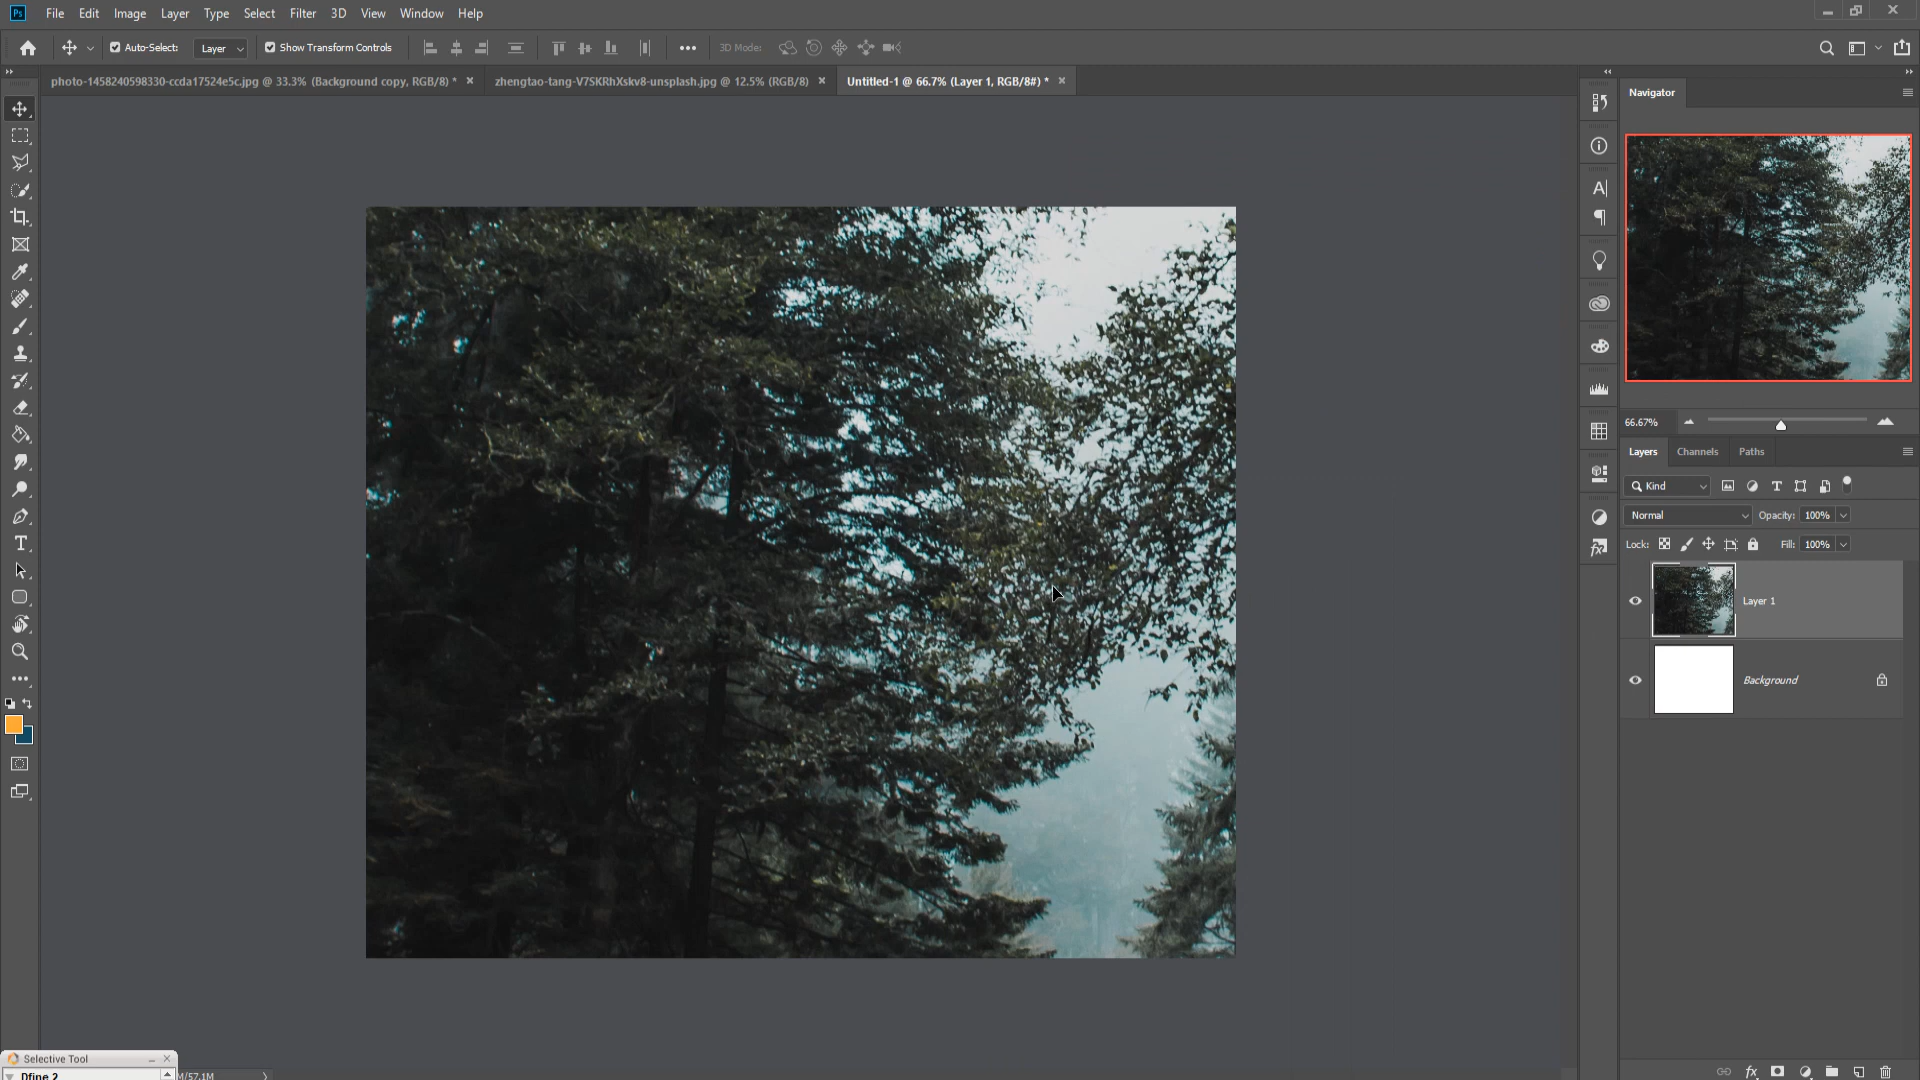 Ps File Edit Image Layer Type Select Filter 3D View Window Help
Auto-Select: Layer Show Transform Controls 3D Mode:
photo-1458240598330-ccda17524e5c.jpg @ 33.3% (Background copy, RGB/8) *
zhengtao-tang-V7SKRhXskv8-unsplash.jpg @ 12.5% (RGB/8)
Untitled-1 @ 66.7% (Layer 1, RGB/8#) *
Navigator
66.67%
Layers Channels Paths
Kind
Normal Opacity: 100%
Lock: Fill: 100%
Layer 1
Background
Selective Tool
Dfine 2
M/57.1M